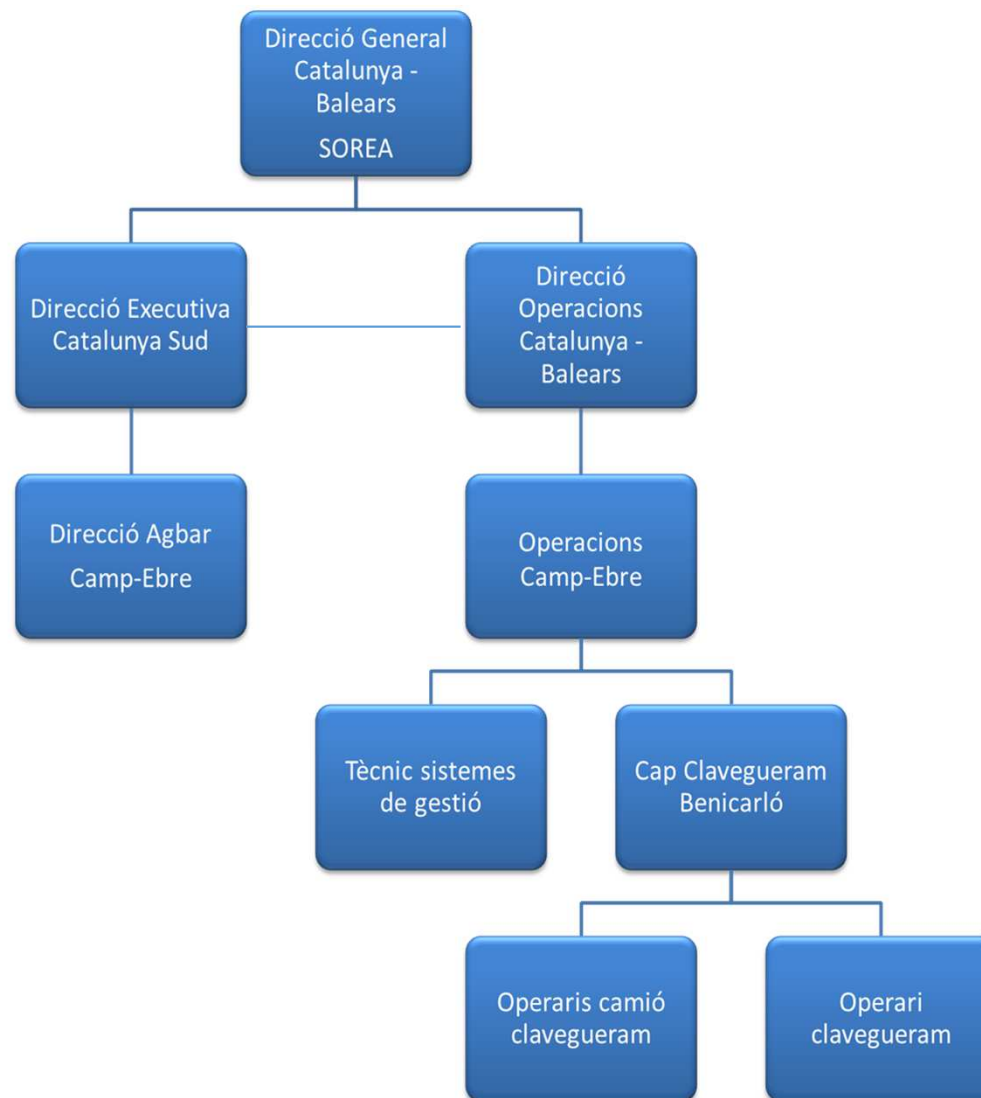 Direcció General
Catalunya -
Balears
SOREA
Direcció Executiva
Catalunya Sud
Direcció
Operacions
Catalunya -
Balears
Direcció Agbar
Camp-Ebre
Operacions
Camp-Ebre
Tècnic sistemes
de gestió
Cap Clavegueram
Benicarló
Operaris camió
clavegueram
Operari
clavegueram